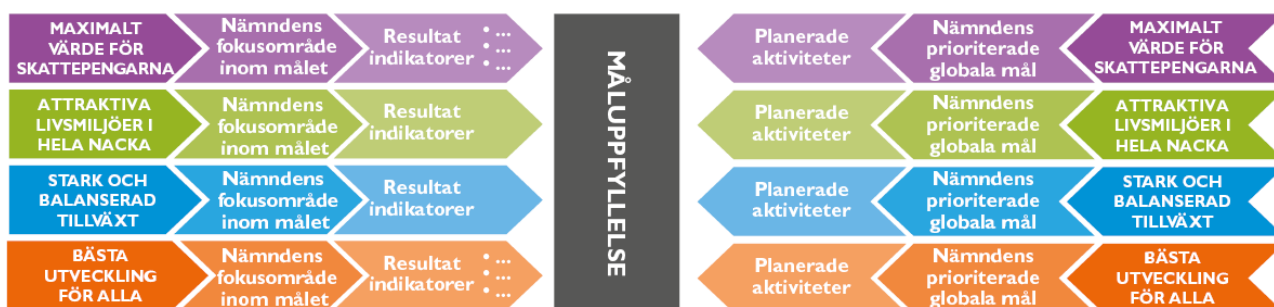 MAXIMALT
VÄRDE FÖR
SKATTEPENGARNA
Nämndens
fokusområde
inom målet
Resultat
indikatorer
• ...
• ...
ATTRAKTIVA
LIVSMILJÖER I
HELA NACKA
Nämndens
fokusområde
inom målet
Resultat
indikatorer
STARK OCH
BALANSERAD
TILLVÄXT
Nämndens
fokusområde
inom målet
Resultat
indikatorer
BÄSTA
UTVECKLING
FÖR ALLA
Nämndens
fokusområde
inom målet
Resultat
indikatorer
• ...
• ...
MÅLUPPFYLLELSE
Planerade
aktiviteter
Nämndens
prioriterade
globala mål
MAXIMALT
VÄRDE FÖR
SKATTEPENGARNA
Planerade
aktiviteter
Nämndens
prioriterade
globala mål
ATTRAKTIVA
LIVSMILJÖER I
HELA NACKA
Planerade
aktiviteter
Nämndens
prioriterade
globala mål
STARK OCH
BALANSERAD
TILLVÄXT
Planerade
aktiviteter
Nämndens
prioriterade
globala mål
BÄSTA
UTVECKLING
FÖR ALLA